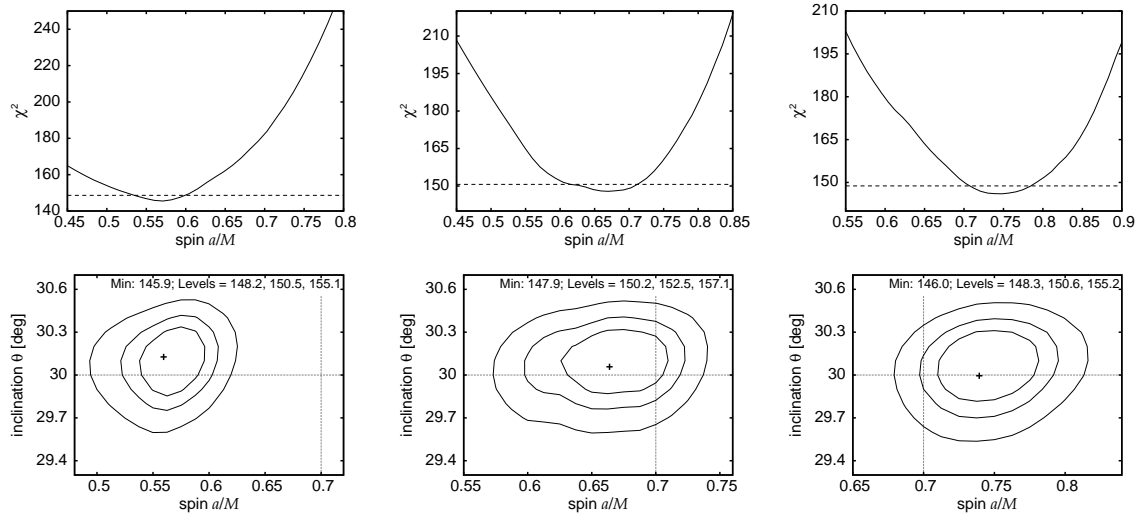 240
220
200
180
160
140
χ²
0.45 0.5 0.55 0.6 0.65 0.7 0.75 0.8
spin a/M
210
195
180
165
150
χ²
0.45 0.5 0.55 0.6 0.65 0.7 0.75 0.8 0.85
spin a/M
210
195
180
165
150
χ²
0.55 0.6 0.65 0.7 0.75 0.8 0.85 0.9
spin a/M
Min: 145.9; Levels = 148.2, 150.5, 155.1
30.6
30.3
30
29.7
29.4
inclination θ [deg]
0.5 0.55 0.6 0.65 0.7
spin a/M
Min: 147.9; Levels = 150.2, 152.5, 157.1
30.6
30.3
30
29.7
29.4
inclination θ [deg]
0.55 0.6 0.65 0.7 0.75
spin a/M
Min: 146.0; Levels = 148.3, 150.6, 155.2
30.6
30.3
30
29.7
29.4
inclination θ [deg]
0.65 0.7 0.75 0.8
spin a/M